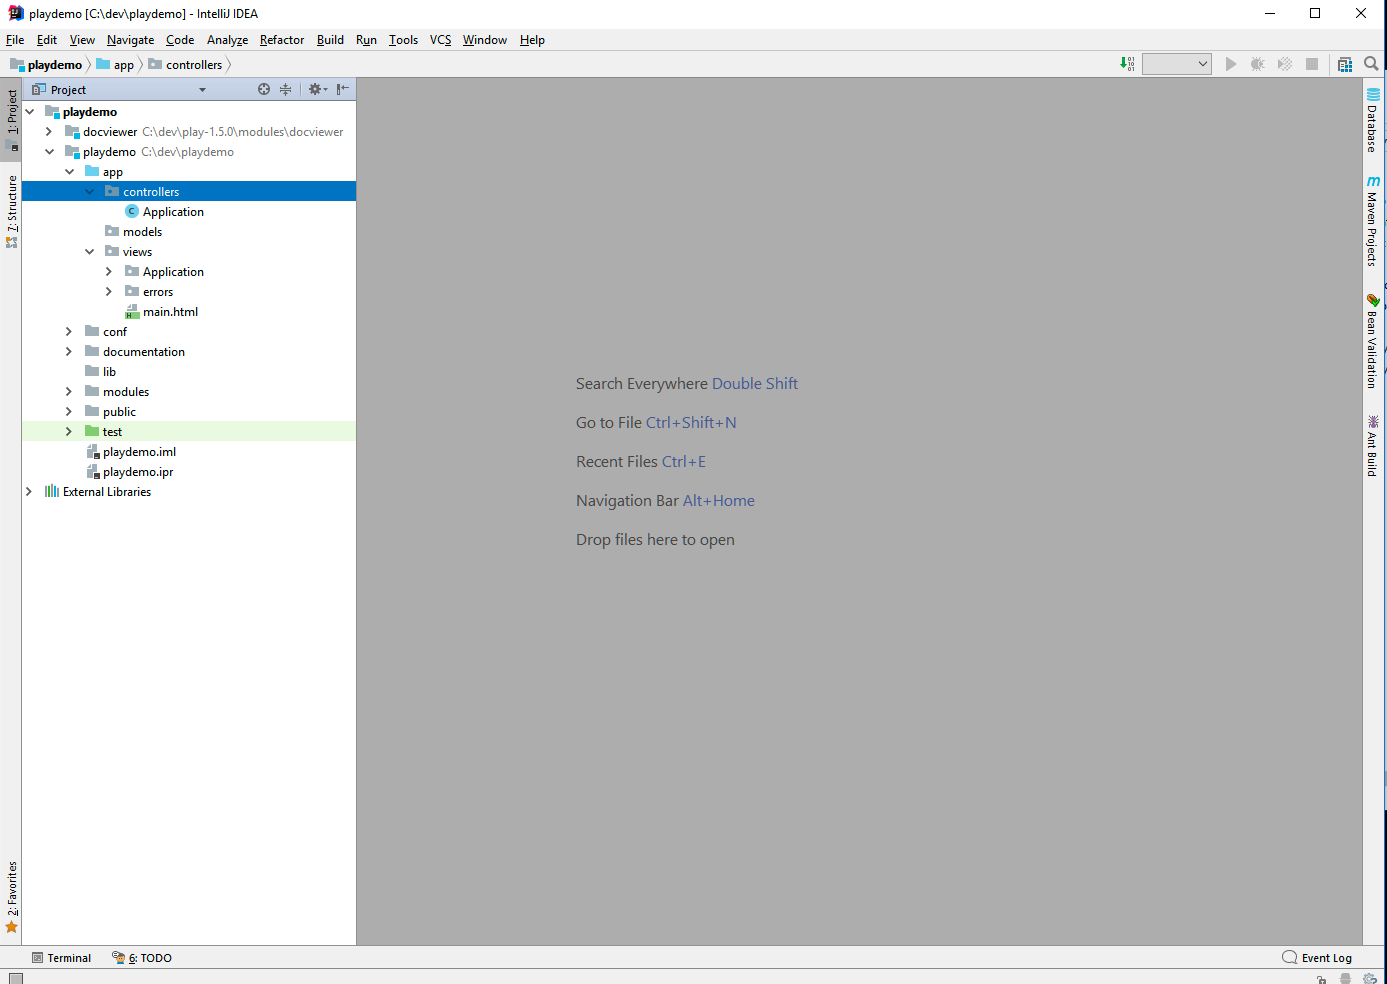 playdemo [C:\dev\playdemo] - IntelliJ IDEA
File Edit View Navigate Code Analyze Refactor Build Run Tools VCS Window Help
playdemo app controllers
Project
playdemo
docviewer C:\dev\play-1.5.0\modules\docviewer
playdemo C:\dev\playdemo
app
controllers
Application
models
views
Application
errors
main.html
conf
documentation
lib
modules
public
test
playdemo.iml
playdemo.ipr
External Libraries
1: Project
7: Structure
2: Favorites
Search Everywhere Double Shift
Go to File Ctrl+Shift+N
Recent Files Ctrl+E
Navigation Bar Alt+Home
Drop files here to open
Database
Maven Projects
Bean Validation
Ant Build
Terminal 6: TODO Event Log